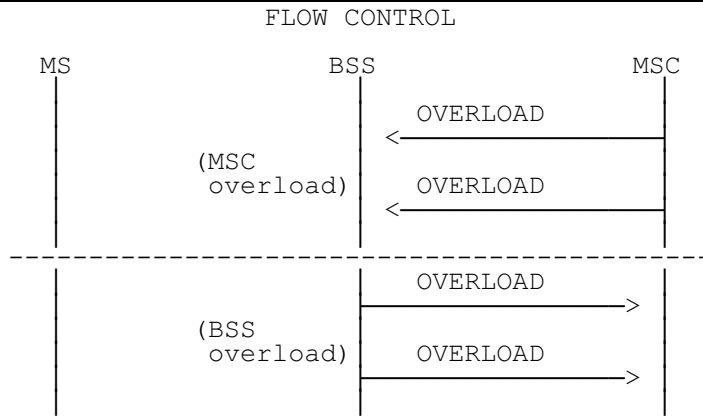 FLOW CONTROL
MS BSS MSC
OVERLOAD
(MSC
overload) OVERLOAD
OVERLOAD
(BSS
overload) OVERLOAD